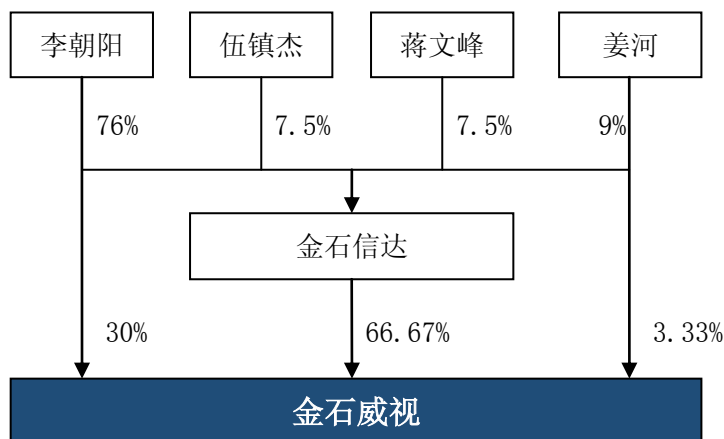 李朝阳 伍镇杰 蒋文峰 姜河
76% 7.5% 7.5% 9%
金石信达
30% 66.67% 3.33%
金石威视